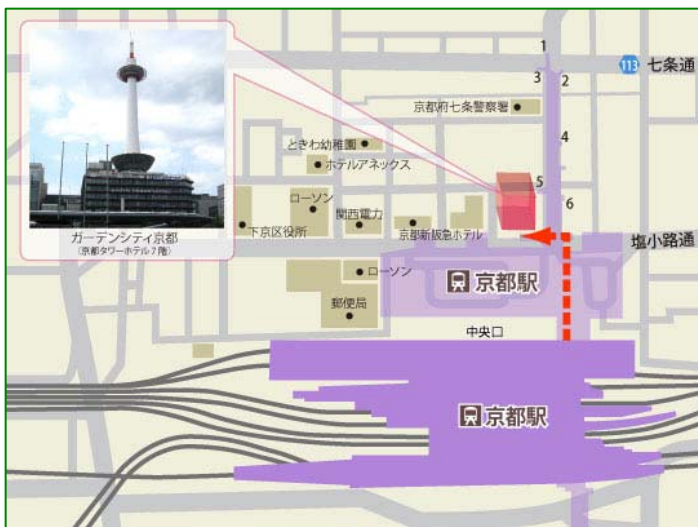 1
3
2
113 七条通
京都府七条警察署
ときわ幼稚園
4
ホテルアネックス
5
ローソン
6
関西電力
下京区役所
京都新阪急ホテル
塩小路通
ガーデンシティ京都
(京都タワーホテル7階)
ローソン
京都駅
郵便局
中央口
京都駅